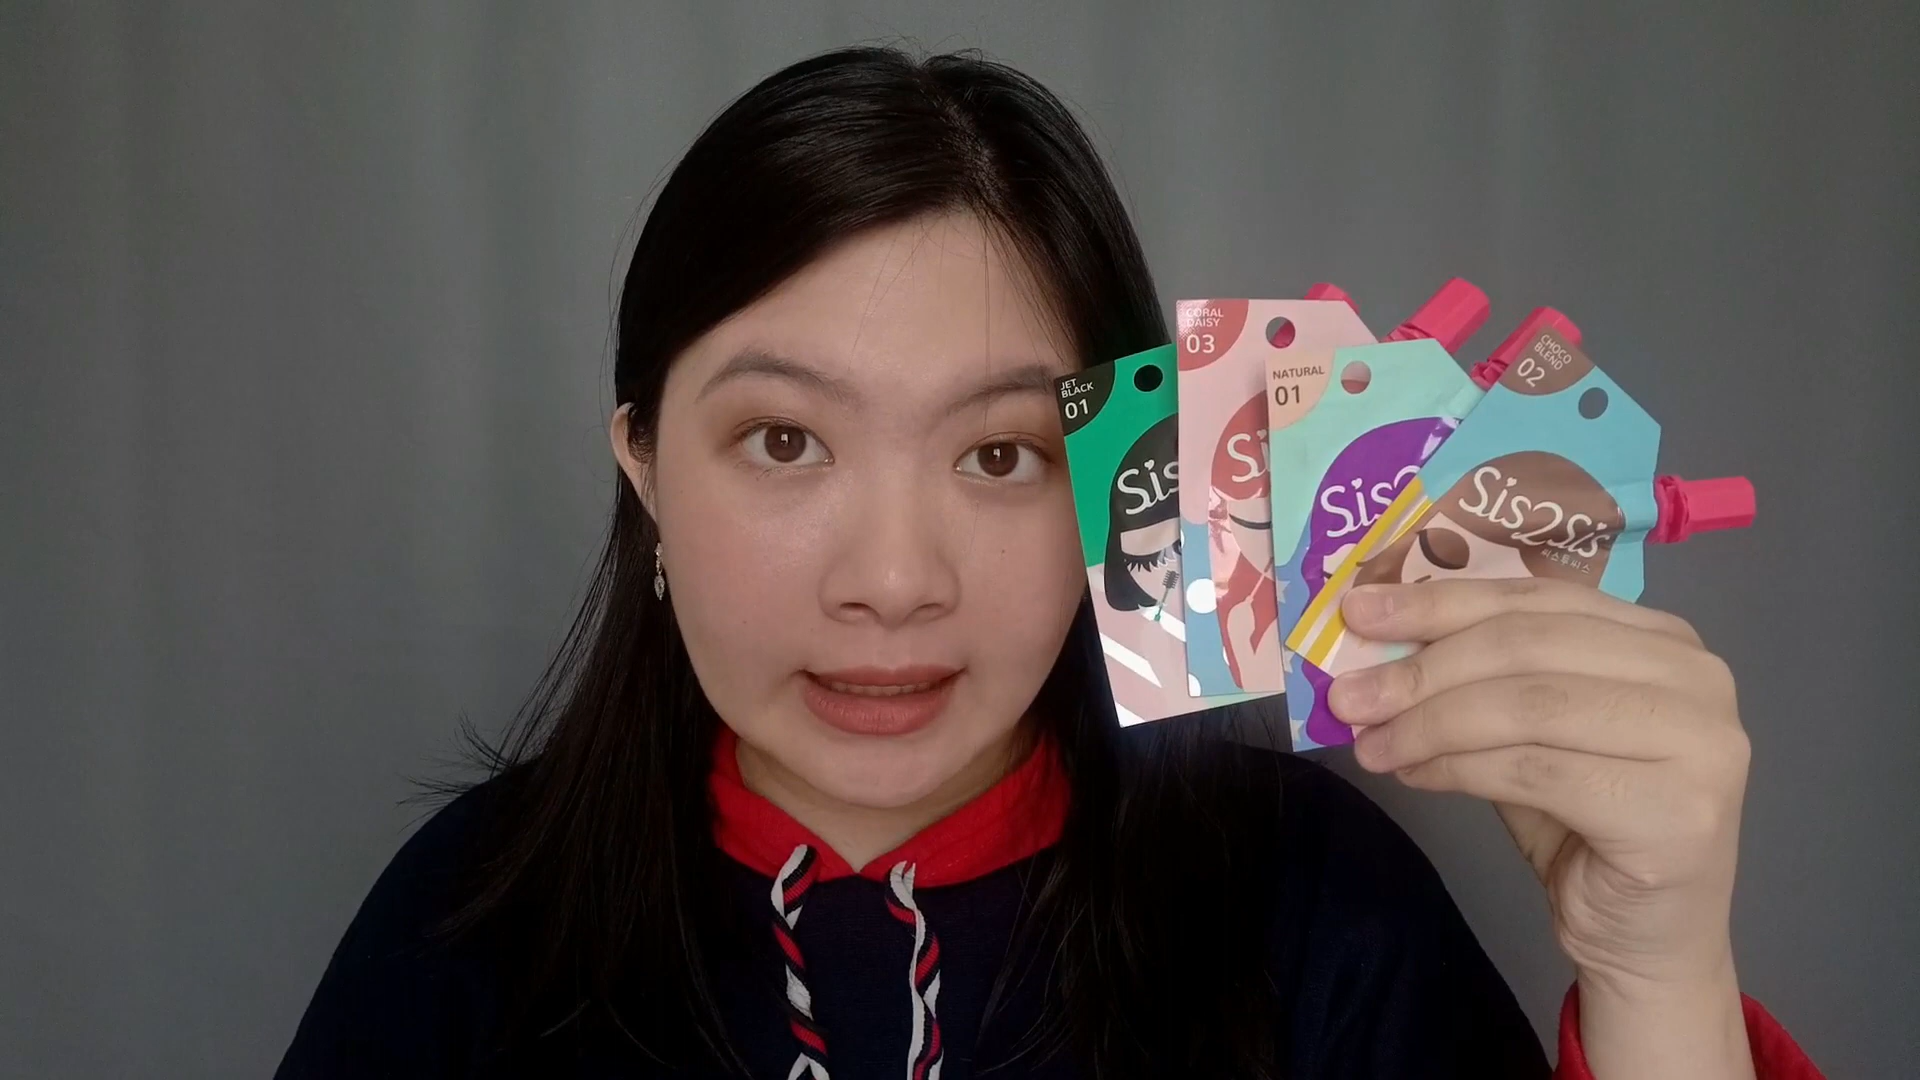 JET
BLACK
01
Sis
CORAL
DAISY
03
Sis
NATURAL
01
Sis2
CHOCO
BLEND
02
Sis2Sis
씨스투씨스